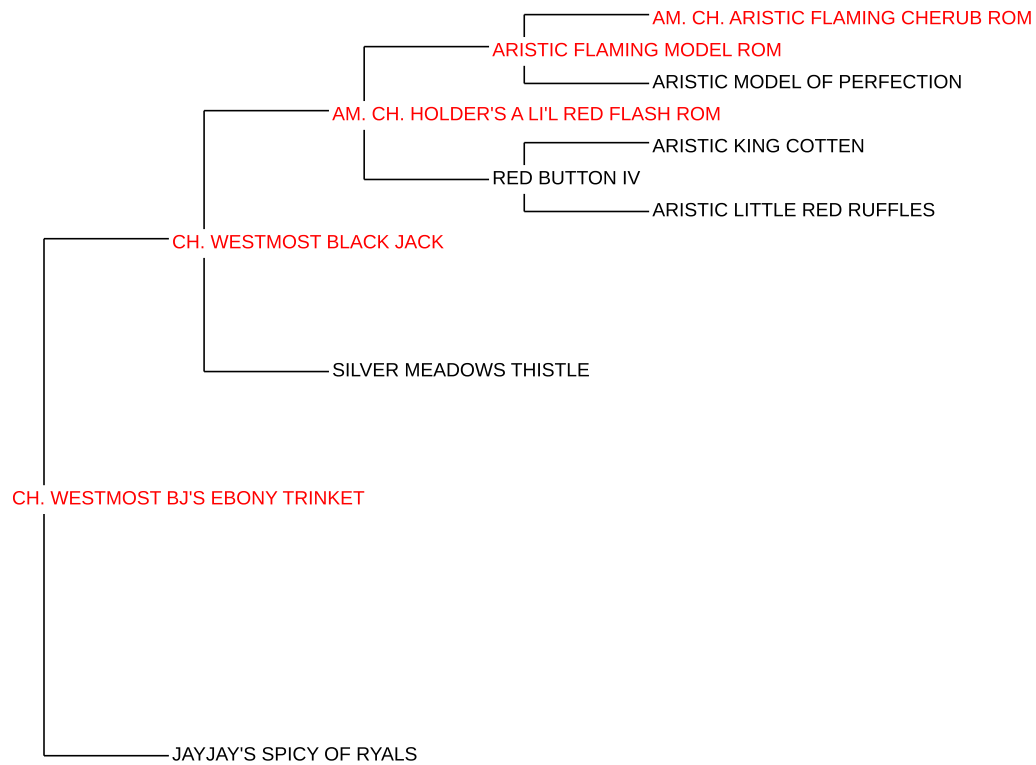 AM. CH. ARISTIC FLAMING CHERUB ROM
ARISTIC FLAMING MODEL ROM
ARISTIC MODEL OF PERFECTION
AM. CH. HOLDER'S A LI'L RED FLASH ROM
ARISTIC KING COTTEN
RED BUTTON IV
ARISTIC LITTLE RED RUFFLES
CH. WESTMOST BLACK JACK
SILVER MEADOWS THISTLE
CH. WESTMOST BJ'S EBONY TRINKET
JAYJAY'S SPICY OF RYALS